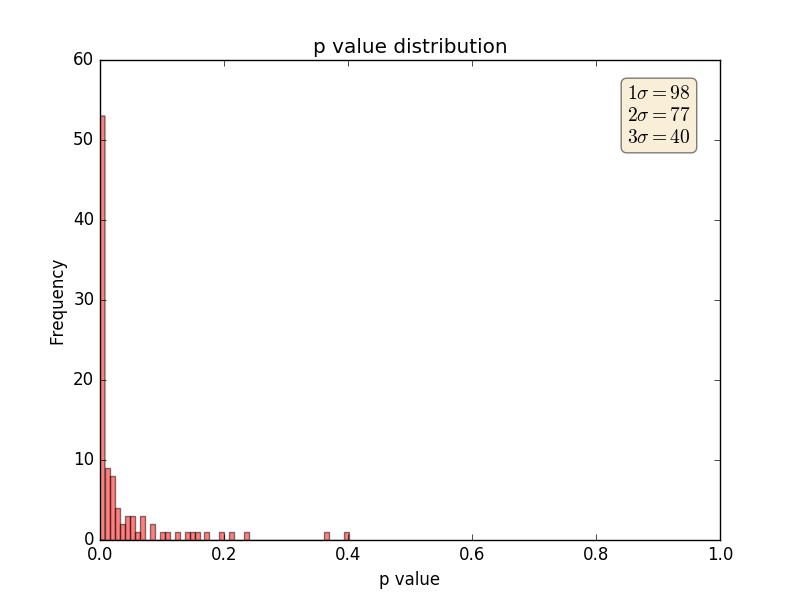 p value distribution
60
50
40
30
20
10
0
Frequency
1σ = 98
2σ = 77
3σ = 40
0.0 0.2 0.4 0.6 0.8 1.0
p value